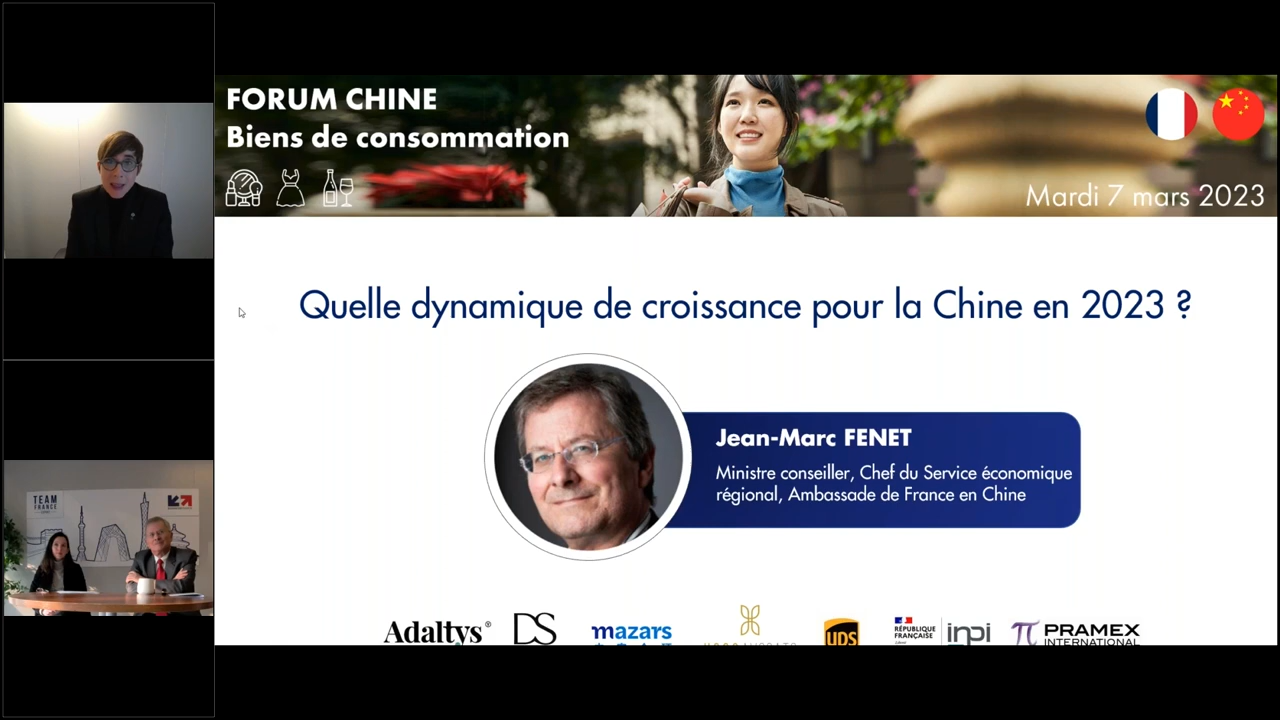 FORUM CHINE
Biens de consommation
Mardi 7 mars 2023
Quelle dynamique de croissance pour la Chine en 2023 ?
Jean-Marc FENET
Ministre conseiller, Chef du Service économique
régional, Ambassade de France en Chine
TEAM
FRANCE
Adaltys®
DS
mazars
ups
RÉPUBLIQUE
FRANÇAISE
inpi
PRAMEX
INTERNATIONAL